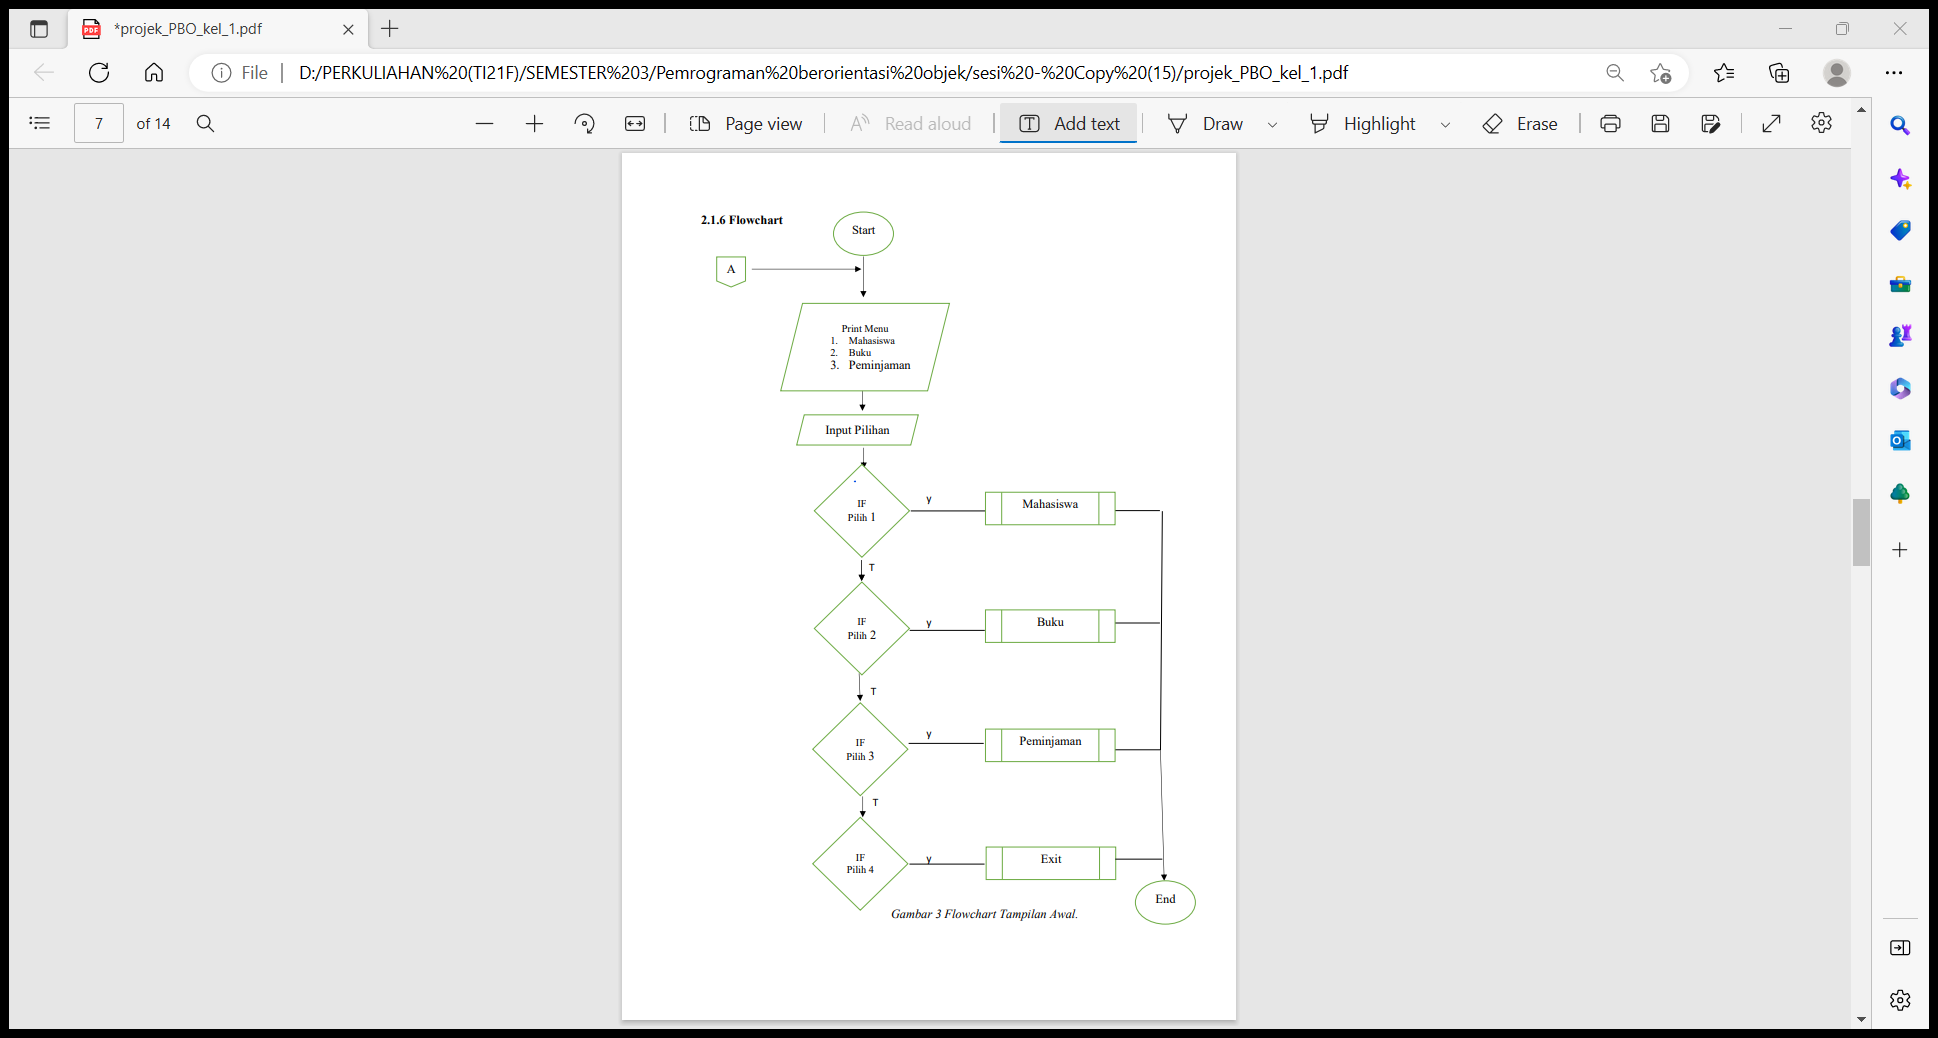 *projek_PBO_kel_1.pdf
File
D:/PERKULIAHAN%20(TI21F)/SEMESTER%203/Pemrograman%20berorientasi%20objek/sesi%20-%20Copy%20(15)/projek_PBO_kel_1.pdf
7 of 14
Page view
Read aloud
Add text
Draw
Highlight
Erase
2.1.6 Flowchart
Start
A
Print Menu
1. Mahasiswa
2. Buku
3. Peminjaman
Input Pilihan
IF
Pilih 1
y
Mahasiswa
T
IF
Pilih 2
y
Buku
T
IF
Pilih 3
y
Peminjaman
T
IF
Pilih 4
y
Exit
End
Gambar 3 Flowchart Tampilan Awal.